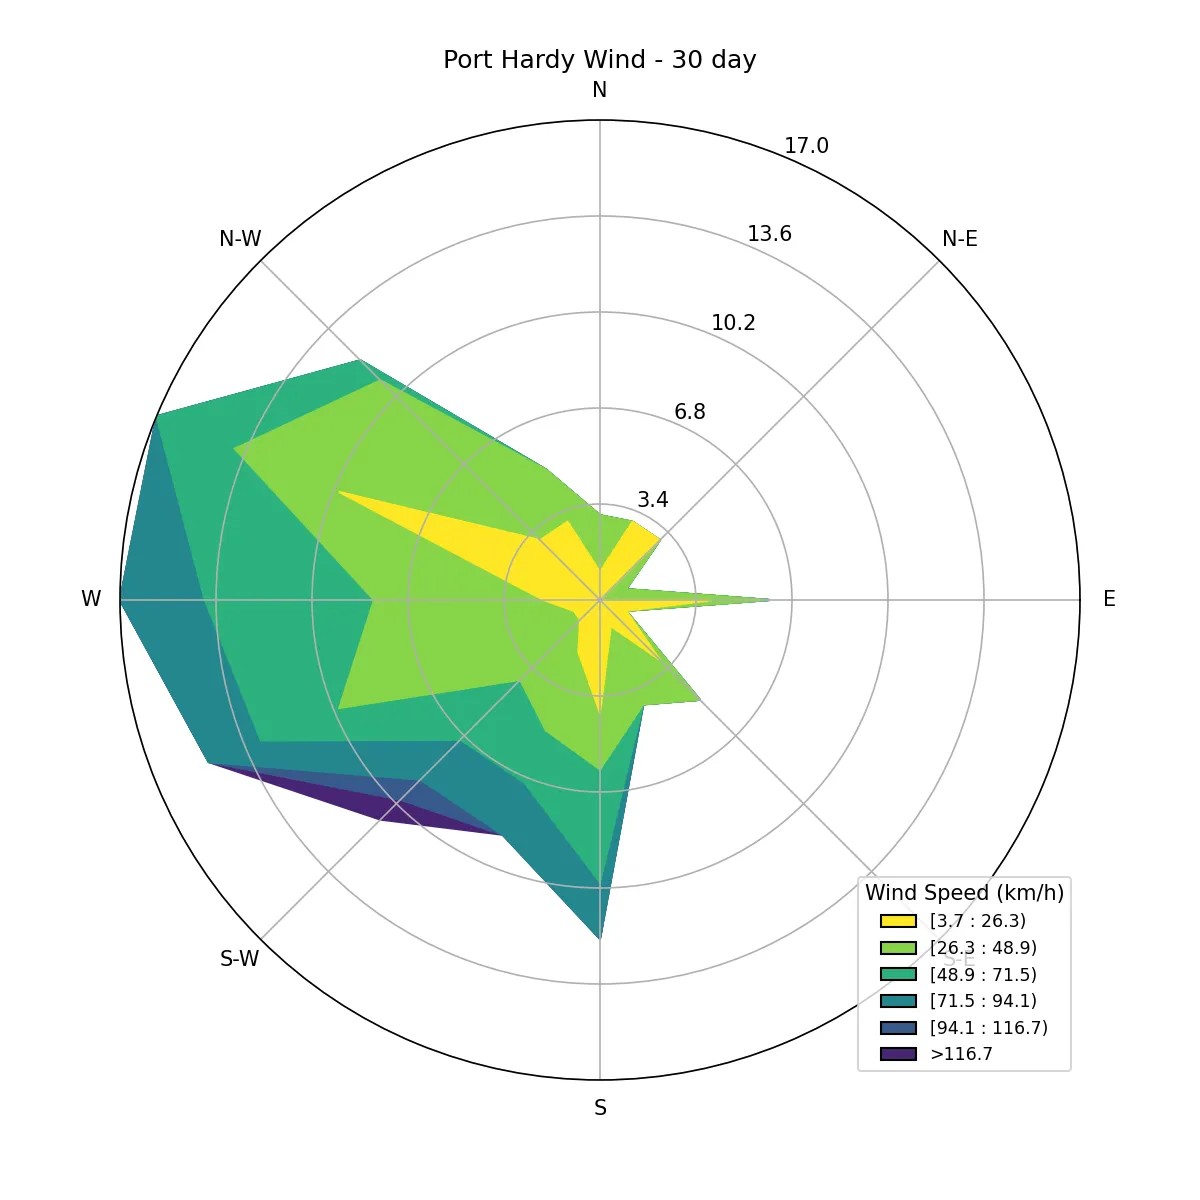 Port Hardy Wind - 30 day
N
17.0
13.6
N-W
N-E
10.2
6.8
3.4
W
E
S-W
S-E
S
Wind Speed (km/h)
[3.7 : 26.3)
[26.3 : 48.9)
[48.9 : 71.5)
[71.5 : 94.1)
[94.1 : 116.7)
>116.7